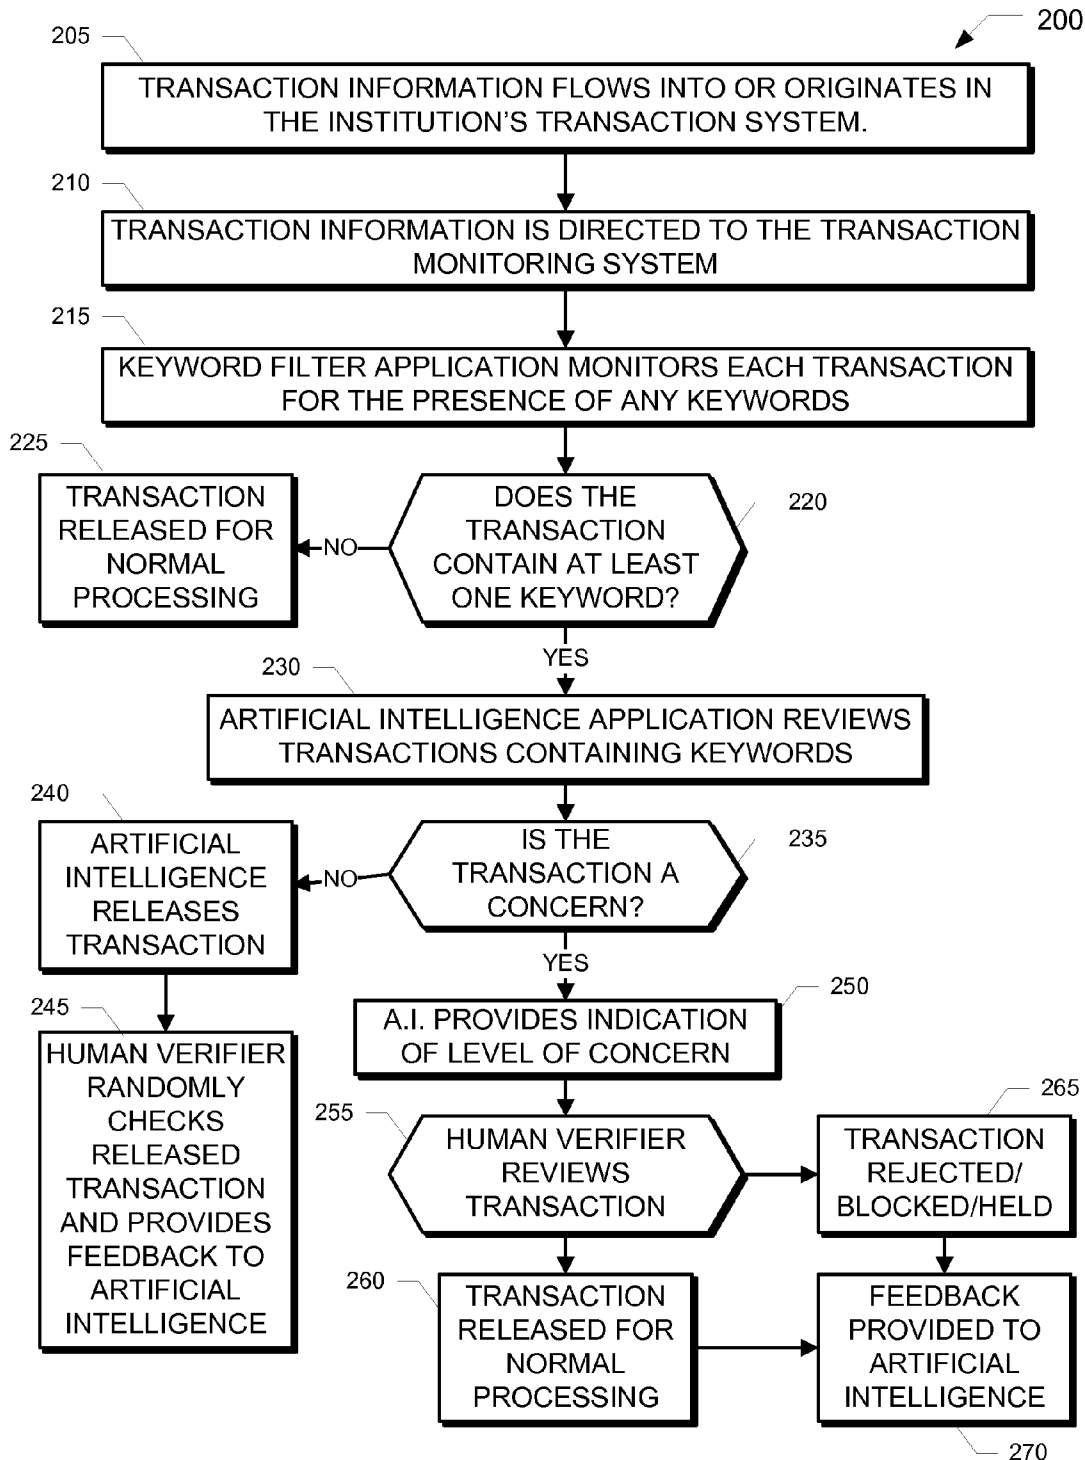 200
205
TRANSACTION INFORMATION FLOWS INTO OR ORIGINATES IN
THE INSTITUTION'S TRANSACTION SYSTEM.
210
TRANSACTION INFORMATION IS DIRECTED TO THE TRANSACTION
MONITORING SYSTEM
215
KEYWORD FILTER APPLICATION MONITORS EACH TRANSACTION
FOR THE PRESENCE OF ANY KEYWORDS
225
TRANSACTION
RELEASED FOR
NORMAL
PROCESSING
NO
DOES THE
TRANSACTION
CONTAIN AT LEAST
ONE KEYWORD?
220
YES
230
ARTIFICIAL INTELLIGENCE APPLICATION REVIEWS
TRANSACTIONS CONTAINING KEYWORDS
240
ARTIFICIAL
INTELLIGENCE
RELEASES
TRANSACTION
NO
IS THE
TRANSACTION A
CONCERN?
235
YES
245
HUMAN VERIFIER
RANDOMLY
CHECKS
RELEASED
TRANSACTION
AND PROVIDES
FEEDBACK TO
ARTIFICIAL
INTELLIGENCE
250
A.I. PROVIDES INDICATION
OF LEVEL OF CONCERN
255
HUMAN VERIFIER
REVIEWS
TRANSACTION
265
TRANSACTION
REJECTED/
BLOCKED/HELD
260
TRANSACTION
RELEASED FOR
NORMAL
PROCESSING
FEEDBACK
PROVIDED TO
ARTIFICIAL
INTELLIGENCE
270